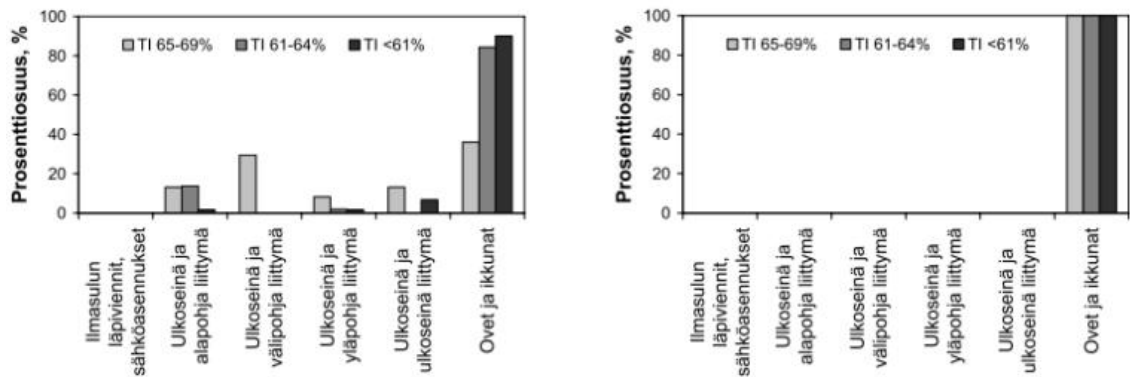 Prosenttiosuus, %
100
80
60
40
20
0
TI 65-69% TI 61-64% TI <61%
Ilmasulun
läpiviennit,
sähköasennukset
Ulkoseinä ja
alapohja liittymä
Ulkoseinä ja
välipohja liittymä
Ulkoseinä ja
yläpohja liittymä
Ulkoseinä ja
ulkoseinä liittymä
Ovet ja ikkunat
Prosenttiosuus, %
100
80
60
40
20
0
TI 65-69% TI 61-64% TI <61%
Ilmasulun
läpiviennit,
sähköasennukset
Ulkoseinä ja
alapohja liittymä
Ulkoseinä ja
välipohja liittymä
Ulkoseinä ja
yläpohja liittymä
Ulkoseinä ja
ulkoseinä liittymä
Ovet ja ikkunat